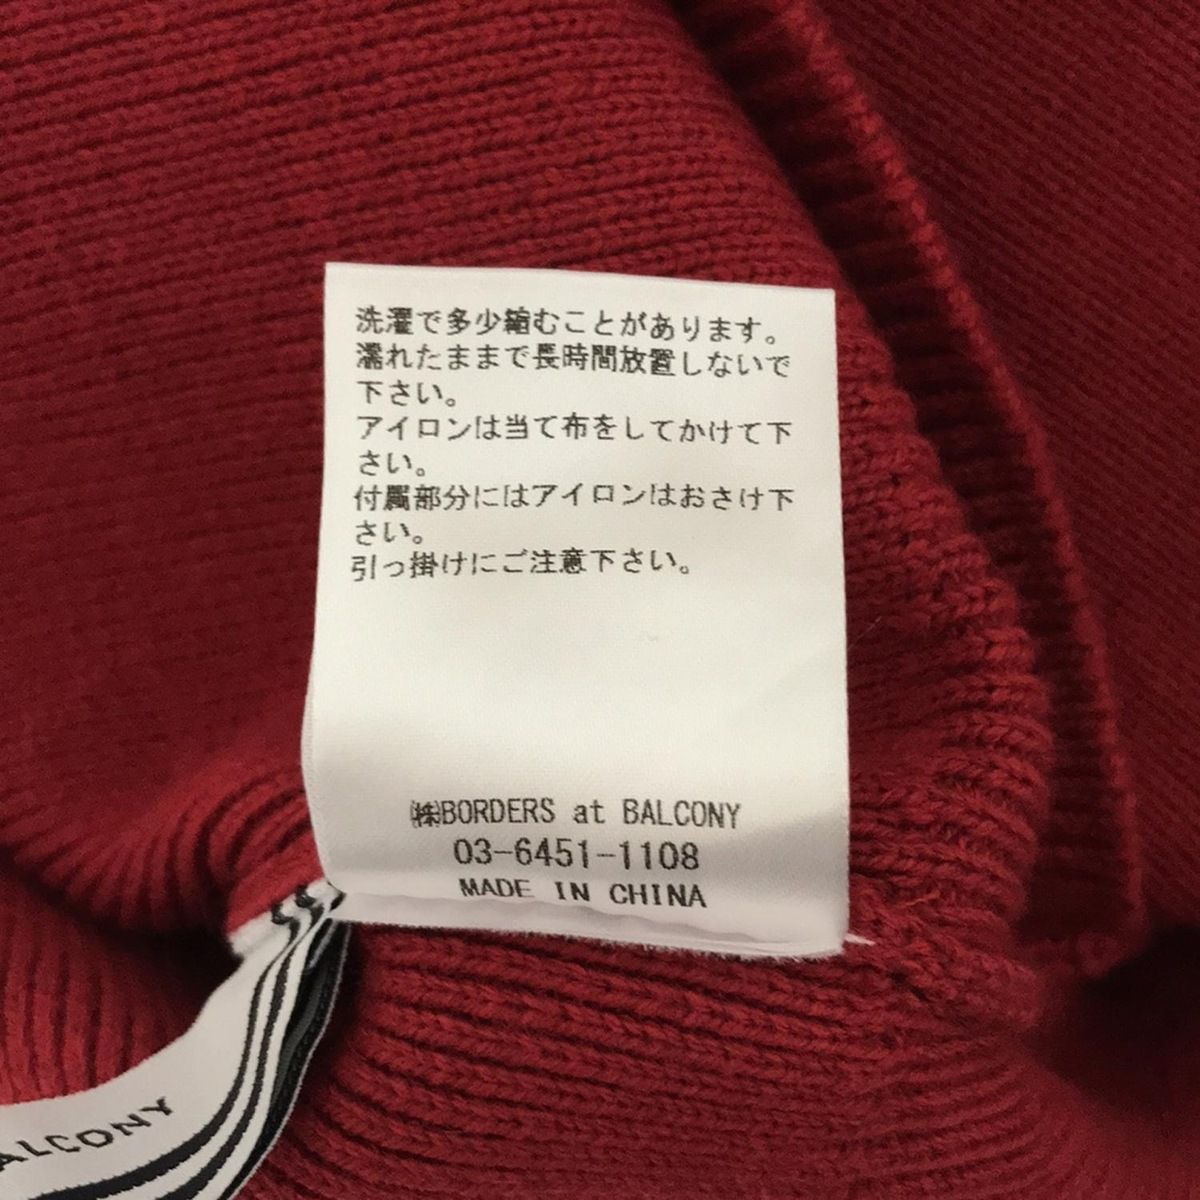 洗濯で多少縮むことがあります。
濡れたままで長時間放置しないで
下さい。
アイロンは当て布をしてかけて下
さい。
付属部分にはアイロンはおさけ下
さい。
引っ掛けにご注意下さい。
㈱BORDERS at BALCONY
03-6451-1108
MADE IN CHINA
BALCONY